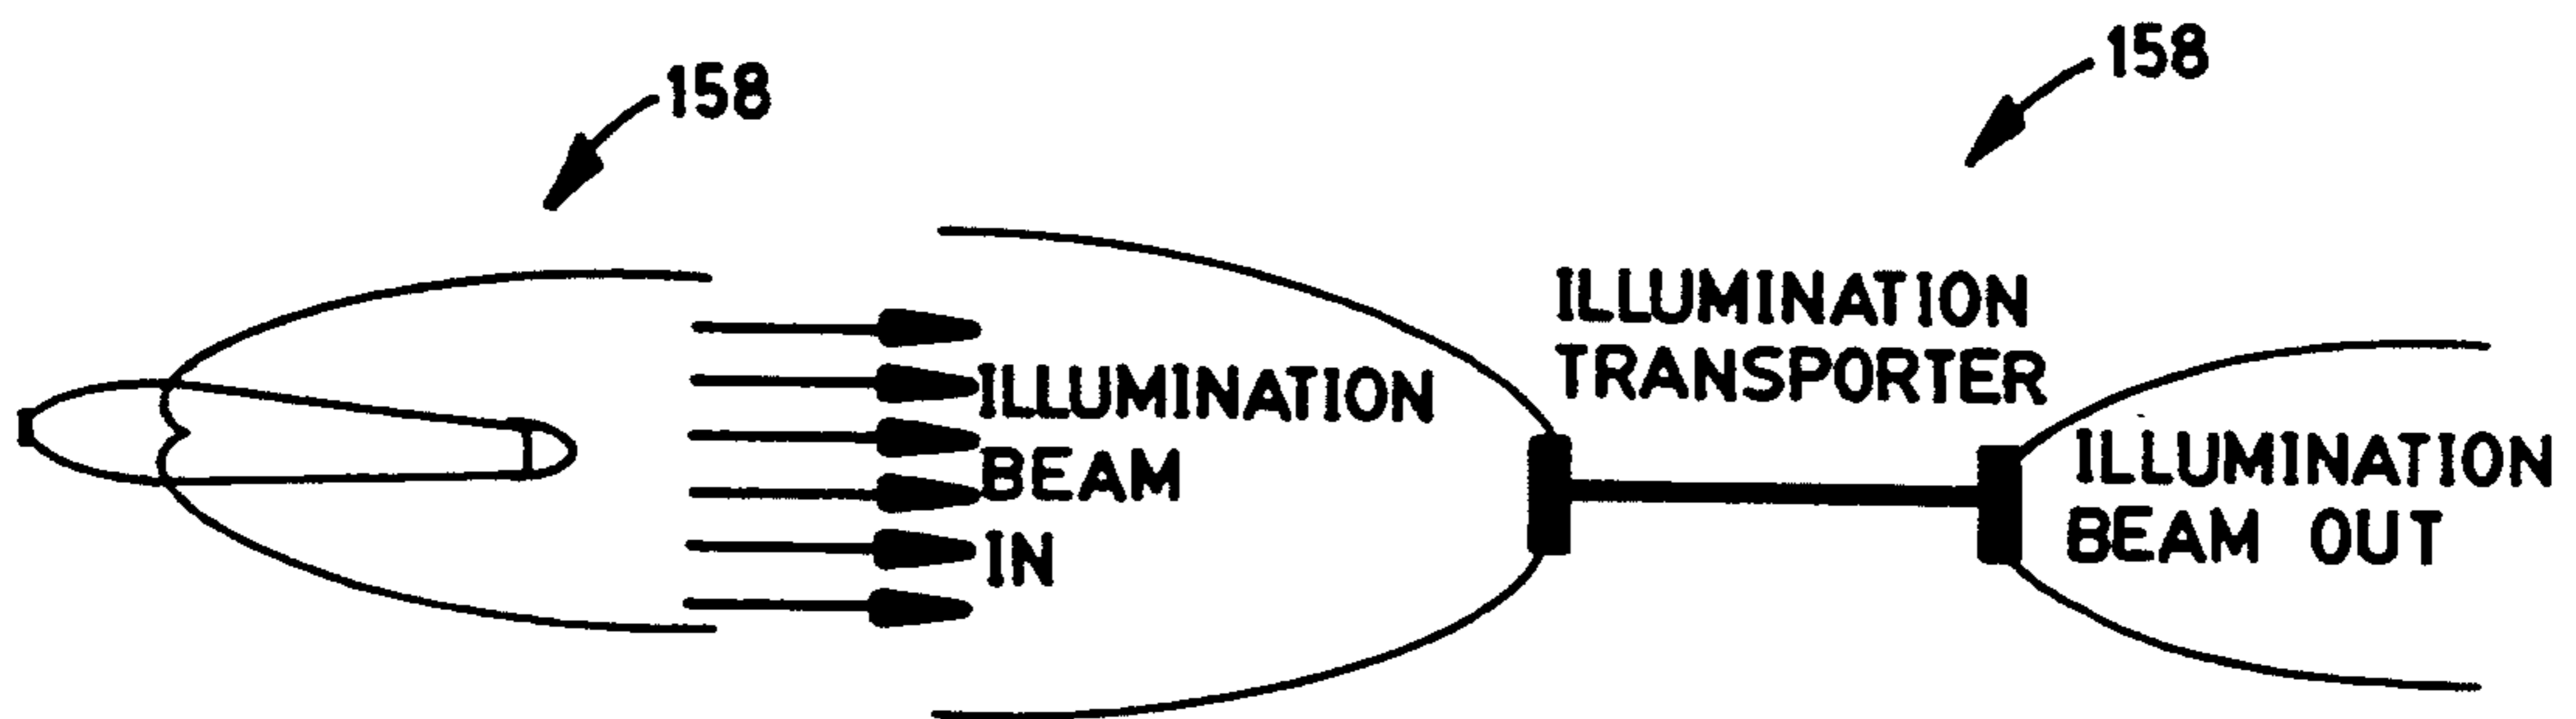 158
158
ILLUMINATION
TRANSPORTER
ILLUMINATION
BEAM
IN
ILLUMINATION
BEAM OUT